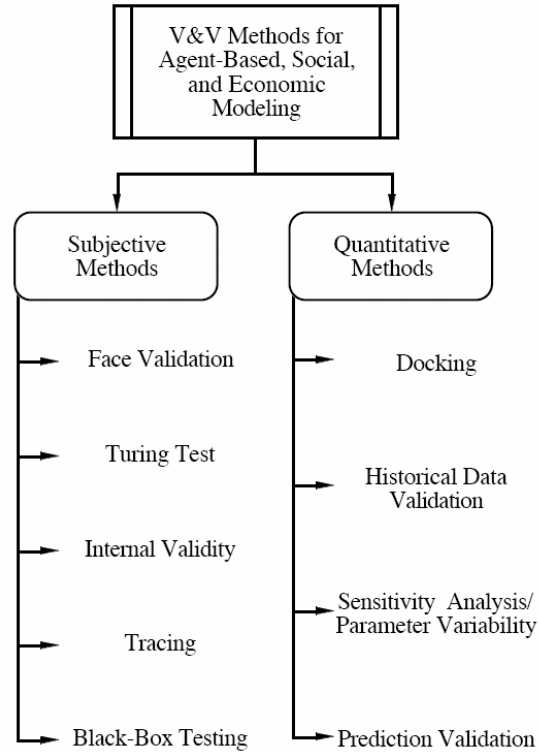 V&V Methods for
Agent-Based, Social,
and Economic
Modeling
Subjective
Methods
Face Validation
Turing Test
Internal Validity
Tracing
Black-Box Testing
Quantitative
Methods
Docking
Historical Data
Validation
Sensitivity Analysis/
Parameter Variability
Prediction Validation